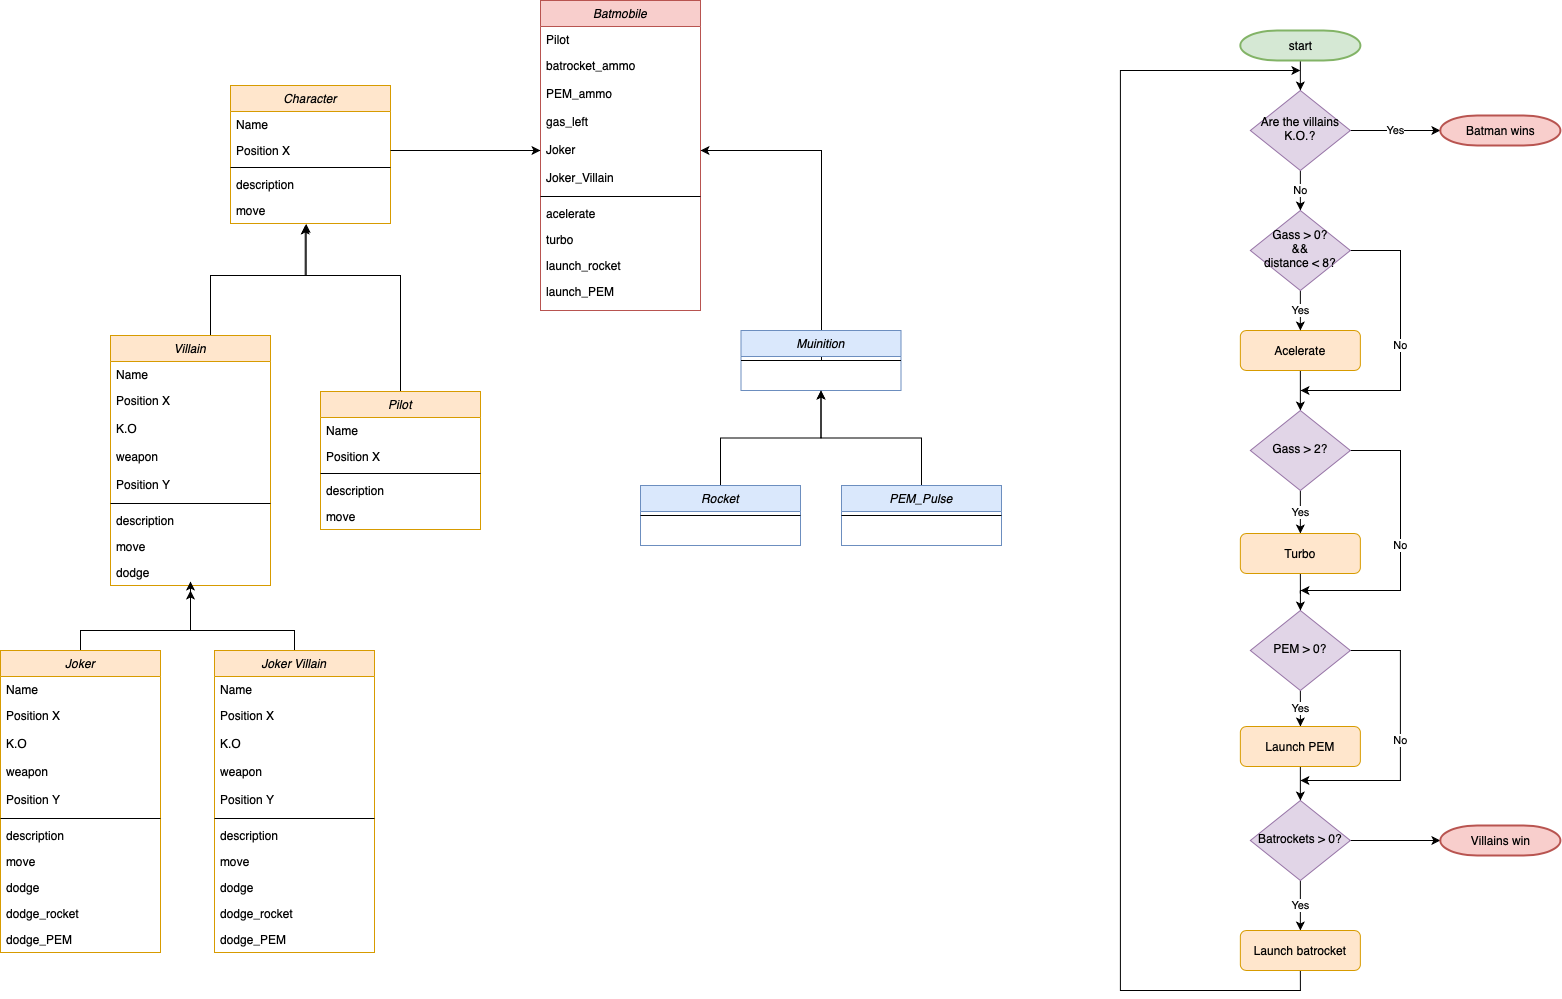 Batmobile
Pilot
batrocket_ammo
PEM_ammo
gas_left
Joker
Joker_Villain
acelerate
turbo
launch_rocket
launch_PEM
Character
Name
Position X
description
move
Villain
Name
Position X
K.O
weapon
Position Y
description
move
dodge
Pilot
Name
Position X
description
move
Muinition
Rocket
PEM_Pulse
Joker
Name
Position X
K.O
weapon
Position Y
description
move
dodge
dodge_rocket
dodge_PEM
Joker Villain
Name
Position X
K.O
weapon
Position Y
description
move
dodge
dodge_rocket
dodge_PEM
start
Are the villains
K.O.?
Yes
Batman wins
No
Gass > 0?
&&
distance < 8?
Yes
No
Acelerate
Gass > 2?
Yes
No
Turbo
PEM > 0?
Yes
No
Launch PEM
Batrockets > 0?
Villains win
Yes
Launch batrocket